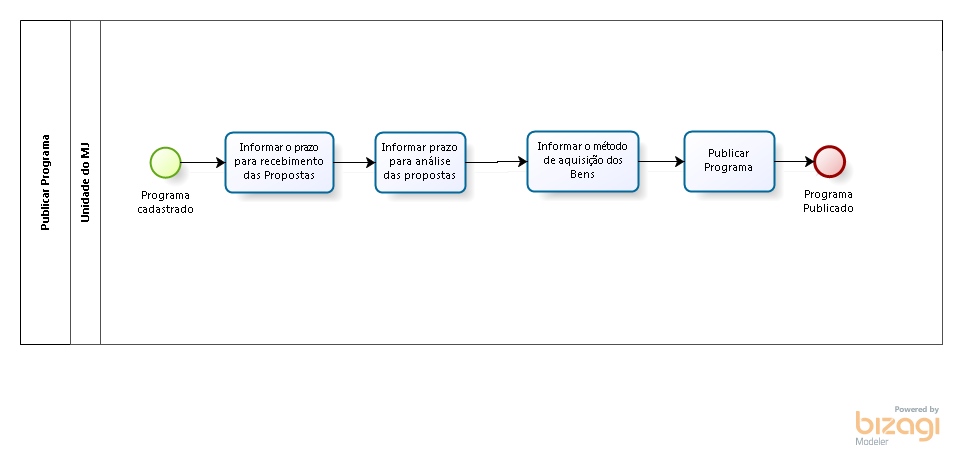 Publicar Programa
Unidade do MJ
Programa
cadastrado
Informar o prazo
para recebimento
das Propostas
Informar prazo
para análise
das propostas
Informar o método
de aquisição dos
Bens
Publicar
Programa
Programa
Publicado
Powered by
bizagi
Modeler